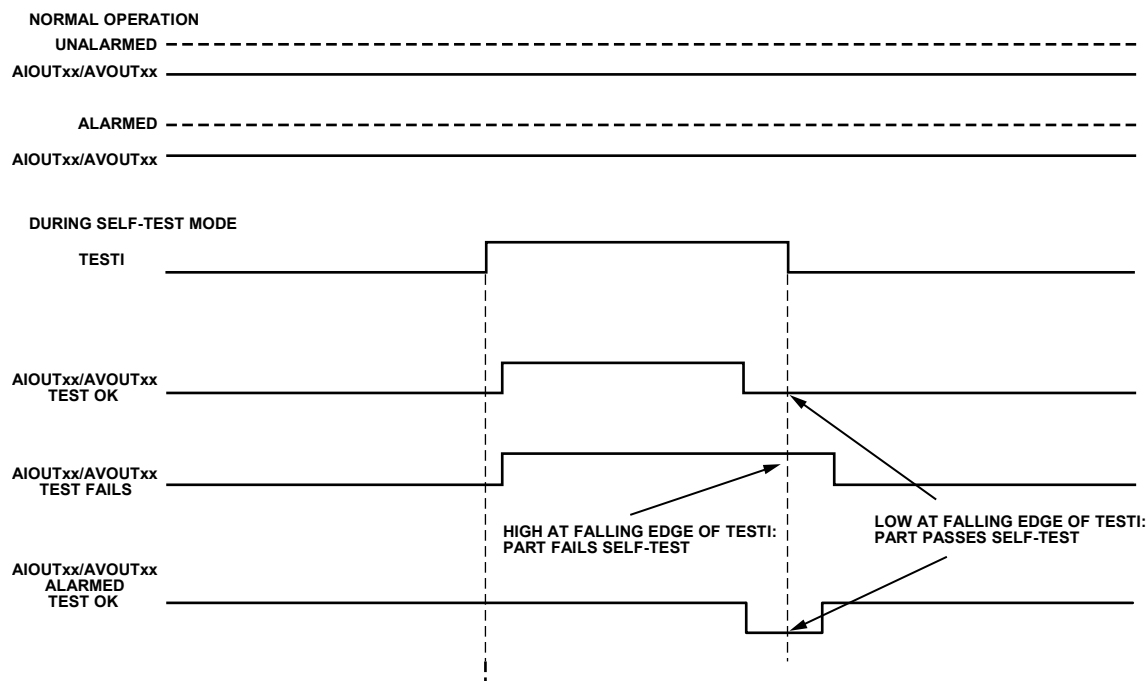 NORMAL OPERATION
UNALARMED
AIOUTxx/AVOUTxx
ALARMED
AIOUTxx/AVOUTxx
DURING SELF-TEST MODE
TESTI
AIOUTxx/AVOUTxx
TEST OK
AIOUTxx/AVOUTxx
TEST FAILS
HIGH AT FALLING EDGE OF TESTI:
PART FAILS SELF-TEST
LOW AT FALLING EDGE OF TESTI:
PART PASSES SELF-TEST
AIOUTxx/AVOUTxx
ALARMED
TEST OK